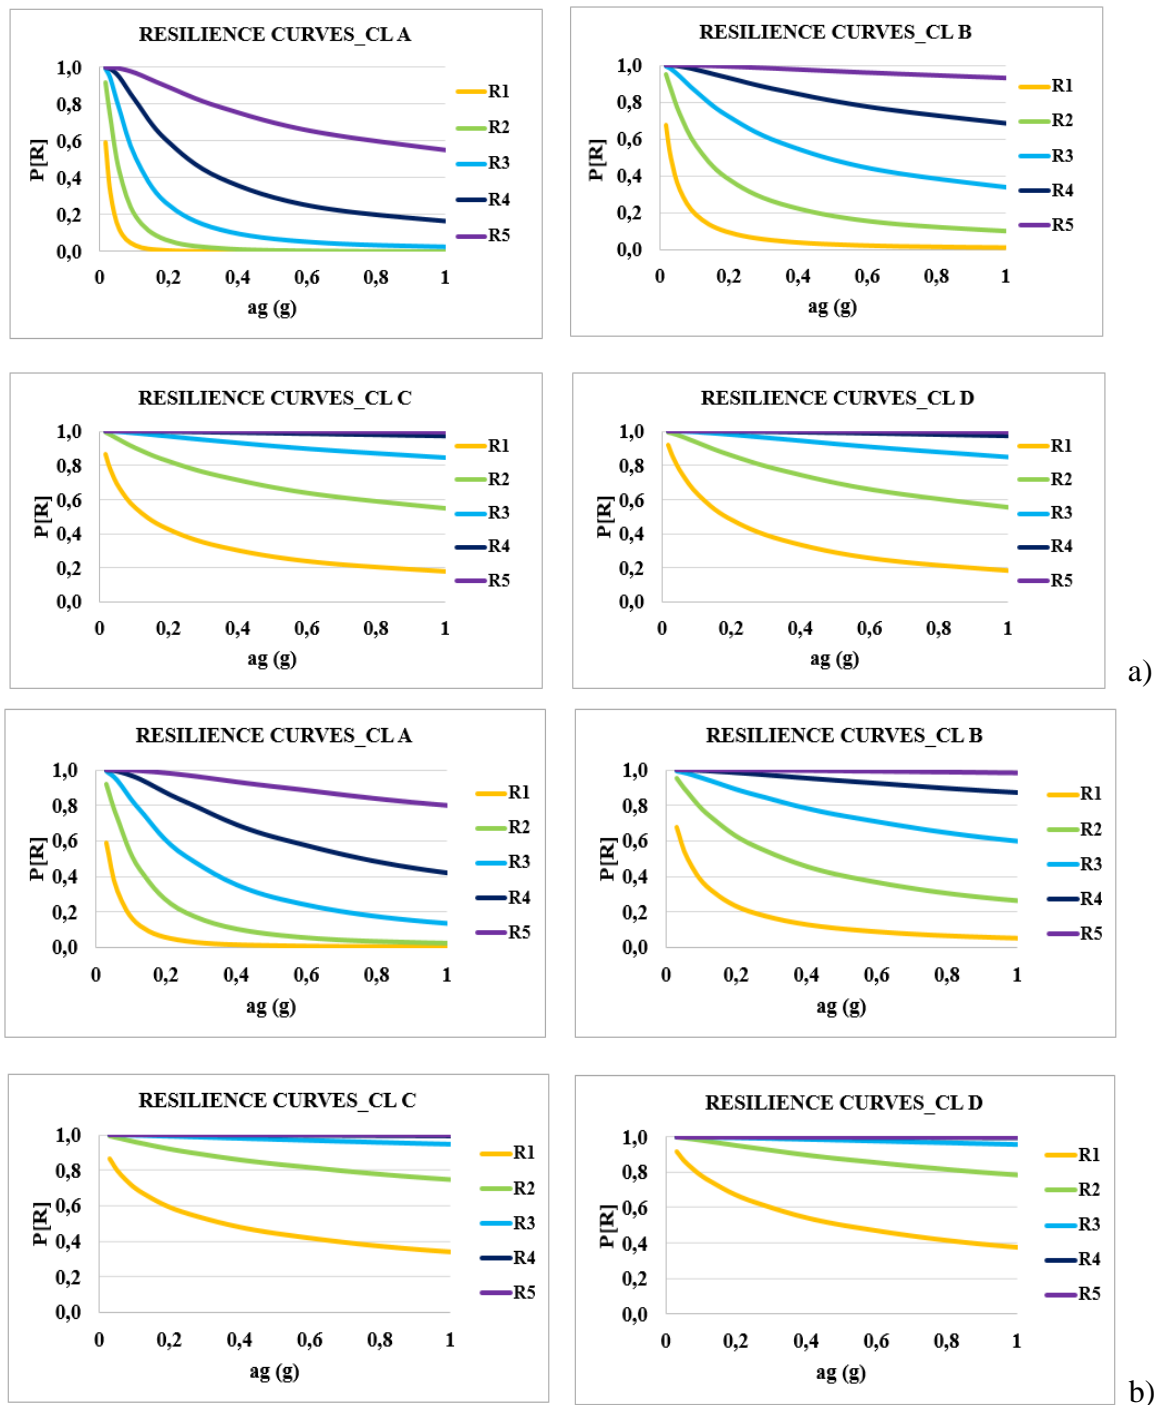 RESILIENCE CURVES_CL A
P[R]
1,0
0,8
0,6
0,4
0,2
0,0
0 0,2 0,4 0,6 0,8 1
ag (g)
R1
R2
R3
R4
R5
RESILIENCE CURVES_CL B
P[R]
1,0
0,8
0,6
0,4
0,2
0,0
0 0,2 0,4 0,6 0,8 1
ag (g)
R1
R2
R3
R4
R5
RESILIENCE CURVES_CL C
P[R]
1,0
0,8
0,6
0,4
0,2
0,0
0 0,2 0,4 0,6 0,8 1
ag (g)
R1
R2
R3
R4
R5
RESILIENCE CURVES_CL D
P[R]
1,0
0,8
0,6
0,4
0,2
0,0
0 0,2 0,4 0,6 0,8 1
ag (g)
R1
R2
R3
R4
R5
a)
RESILIENCE CURVES_CL A
P[R]
1,0
0,8
0,6
0,4
0,2
0,0
0 0,2 0,4 0,6 0,8 1
ag (g)
R1
R2
R3
R4
R5
RESILIENCE CURVES_CL B
P[R]
1,0
0,8
0,6
0,4
0,2
0,0
0 0,2 0,4 0,6 0,8 1
ag (g)
R1
R2
R3
R4
R5
RESILIENCE CURVES_CL C
P[R]
1,0
0,8
0,6
0,4
0,2
0,0
0 0,2 0,4 0,6 0,8 1
ag (g)
R1
R2
R3
R4
R5
RESILIENCE CURVES_CL D
P[R]
1,0
0,8
0,6
0,4
0,2
0,0
0 0,2 0,4 0,6 0,8 1
ag (g)
R1
R2
R3
R4
R5
b)